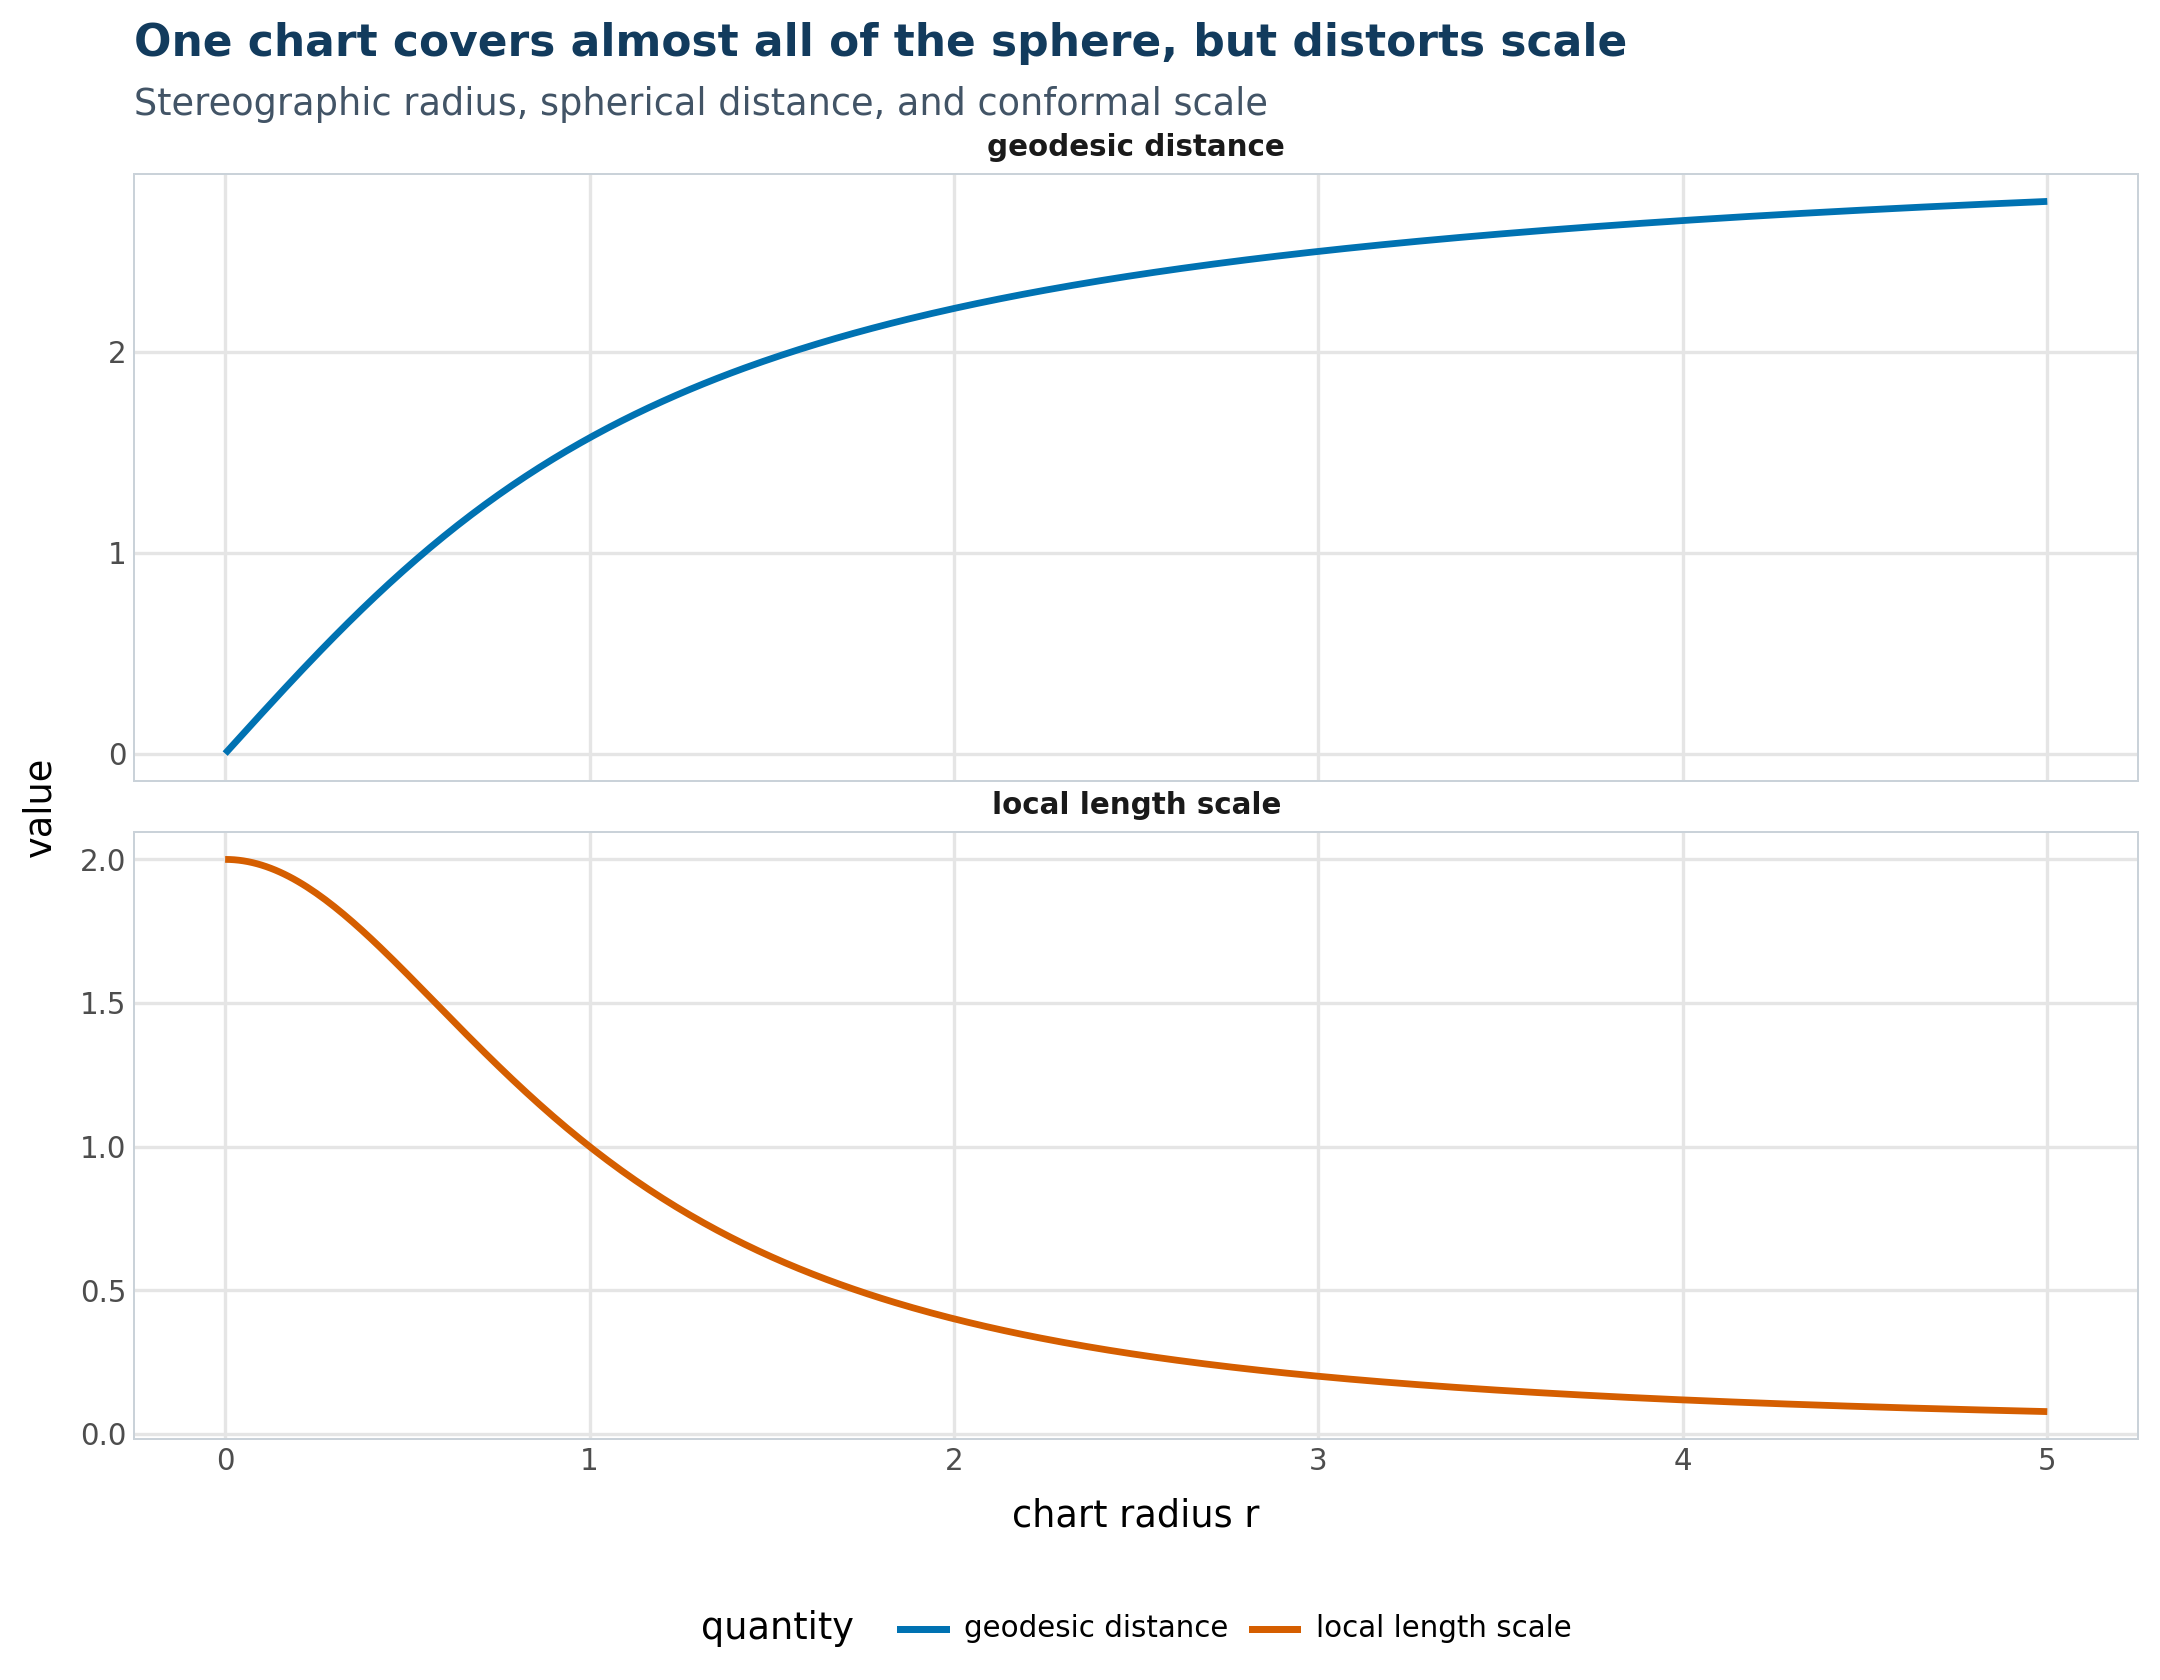 One chart covers almost all of the sphere, but distorts scale
Stereographic radius, spherical distance, and conformal scale
geodesic distance
2
1
0
value
local length scale
2.0
1.5
1.0
0.5
0.0
0 1 2 3 4 5
chart radius r
quantity geodesic distance local length scale